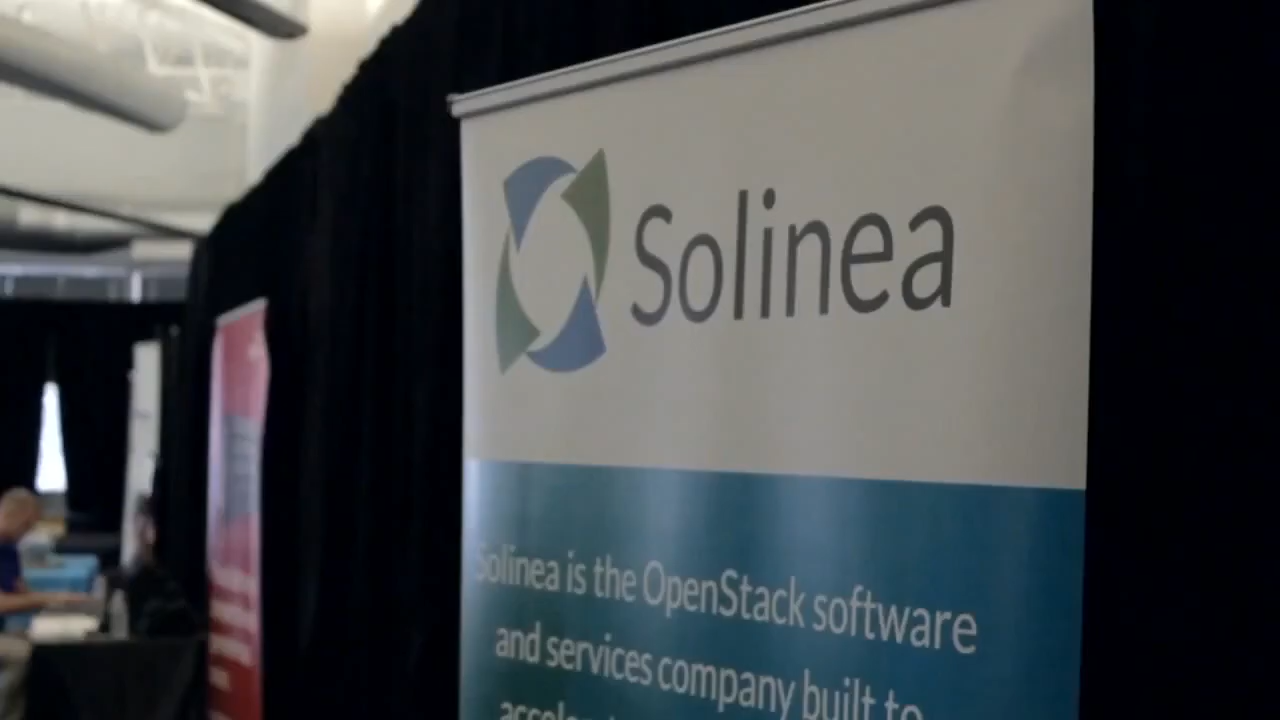 Solinea
Solinea is the OpenStack software
and services company built to